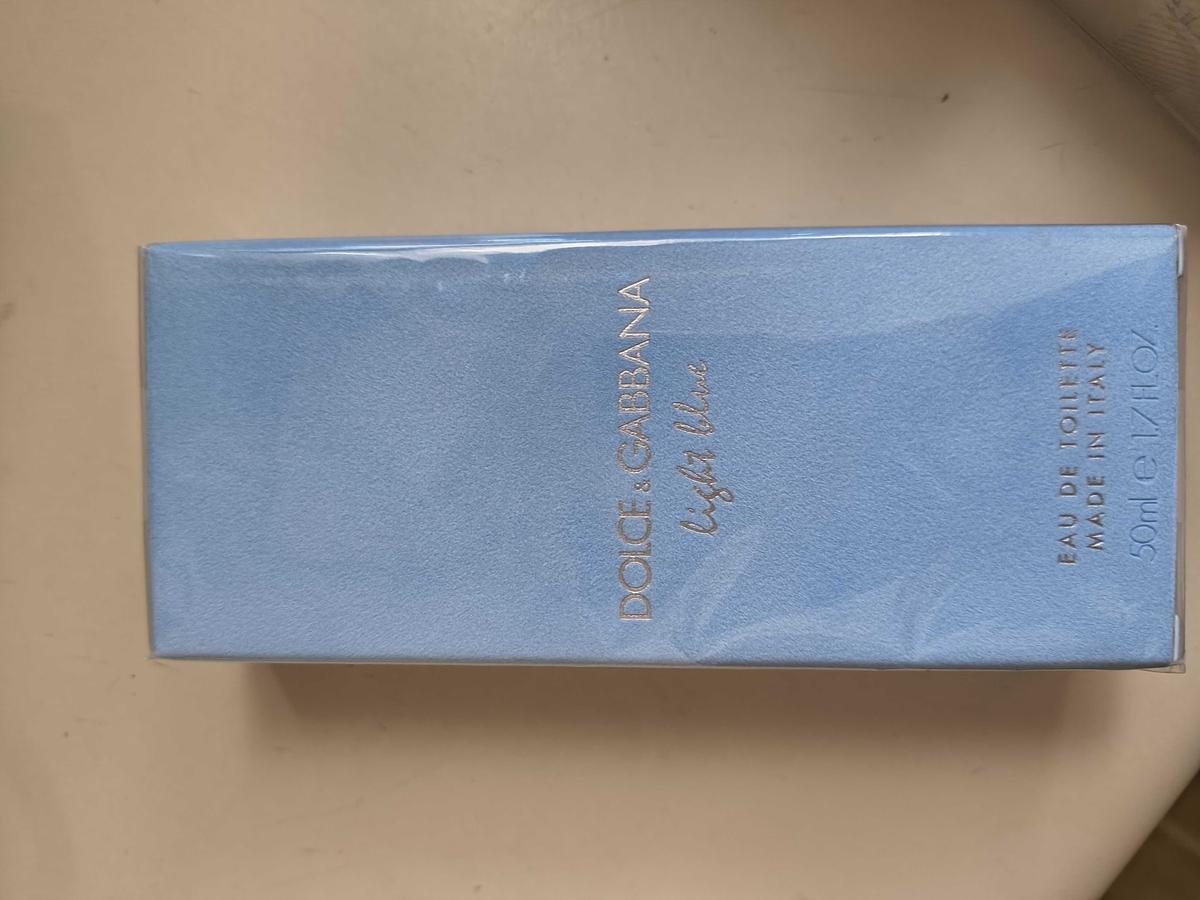 DOLCE & GABBANA
light blue
EAU DE TOILETTE
MADE IN ITALY
50ml e 1.7 FL.OZ.